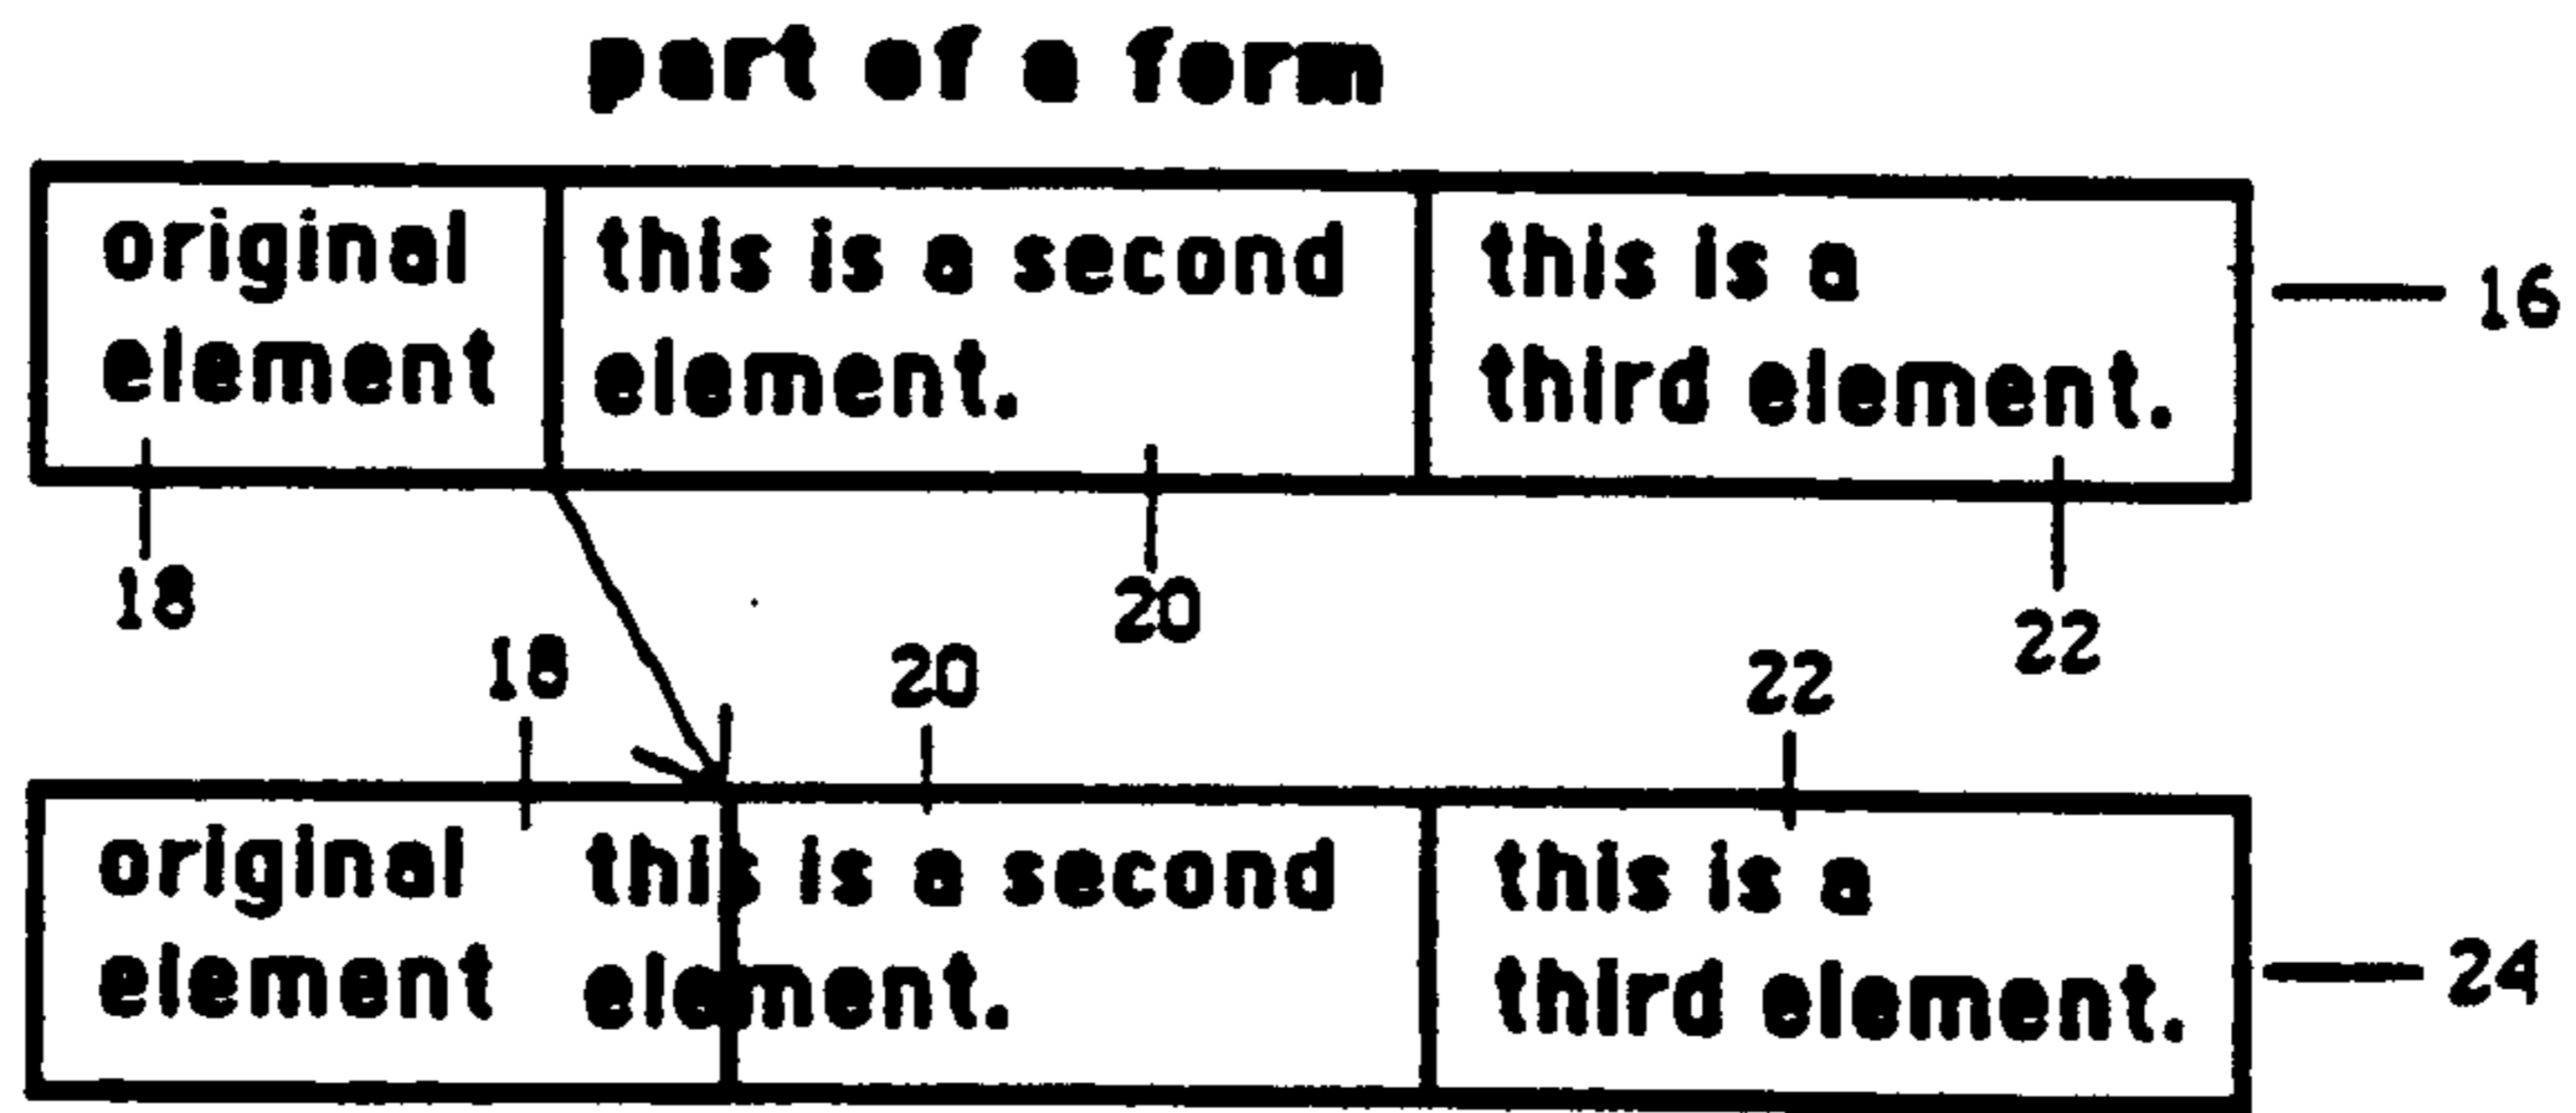 part of a form
original this is a second this is a
element element. third element.
16
18 20 22
18 20 22
original this is a second this is a
element element. third element.
24